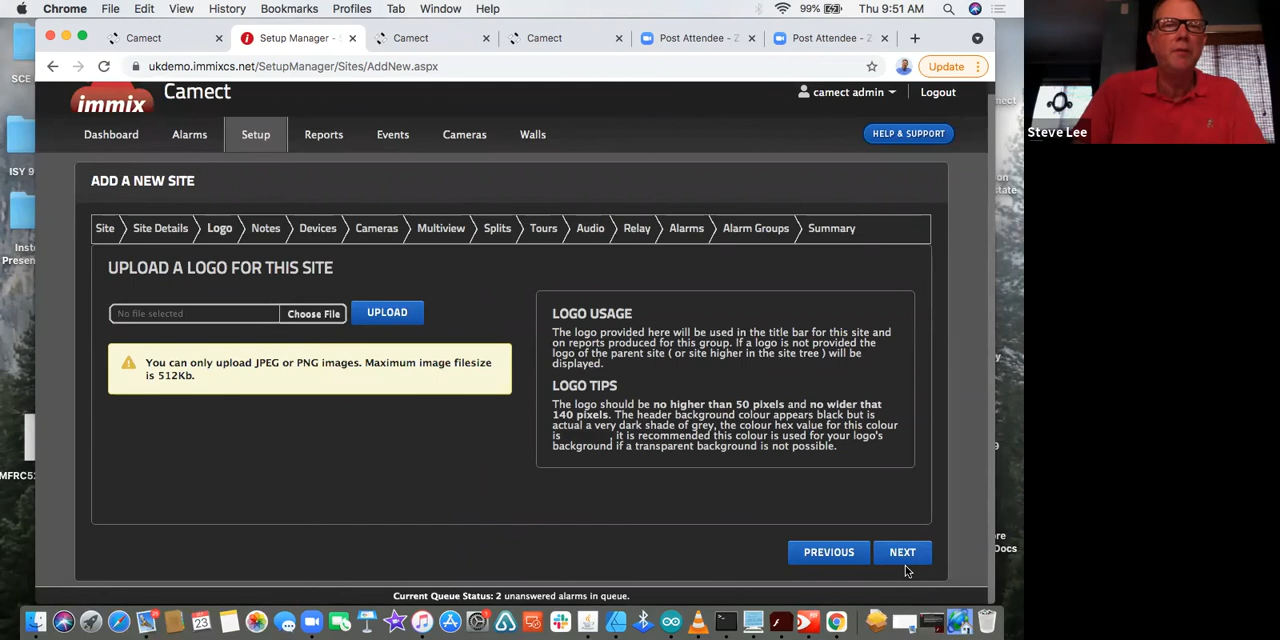 Chrome File Edit View History Bookmarks Profiles Tab Window Help 99% Thu 9:51 AM
Camect Setup Manager - Camect Camect Post Attendee - Z Post Attendee - Z
ukdemo.immixcs.net/SetupManager/Sites/AddNew.aspx Update
immix Camect camect admin Logout
Dashboard Alarms Setup Reports Events Cameras Walls HELP & SUPPORT
ADD A NEW SITE
Site Site Details Logo Notes Devices Cameras Multiview Splits Tours Audio Relay Alarms Alarm Groups Summary
UPLOAD A LOGO FOR THIS SITE
No file selected Choose File UPLOAD
You can only upload JPEG or PNG images. Maximum image filesize
is 512Kb.
LOGO USAGE
The logo provided here will be used in the title bar for this site and
on reports produced for this group. If a logo is not provided the
logo of the parent site ( or site higher in the site tree ) will be
displayed.
LOGO TIPS
The logo should be no higher than 50 pixels and no wider that
140 pixels. The header background colour appears black but is
actual a very dark shade of grey, the colour hex value for this colour
is , it is recommended this colour is used for your logo's
background if a transparent background is not possible.
PREVIOUS NEXT
Current Queue Status: 2 unanswered alarms in queue.
Steve Lee
SCE
ISY 9
Inst
Presen
MFRC5
23